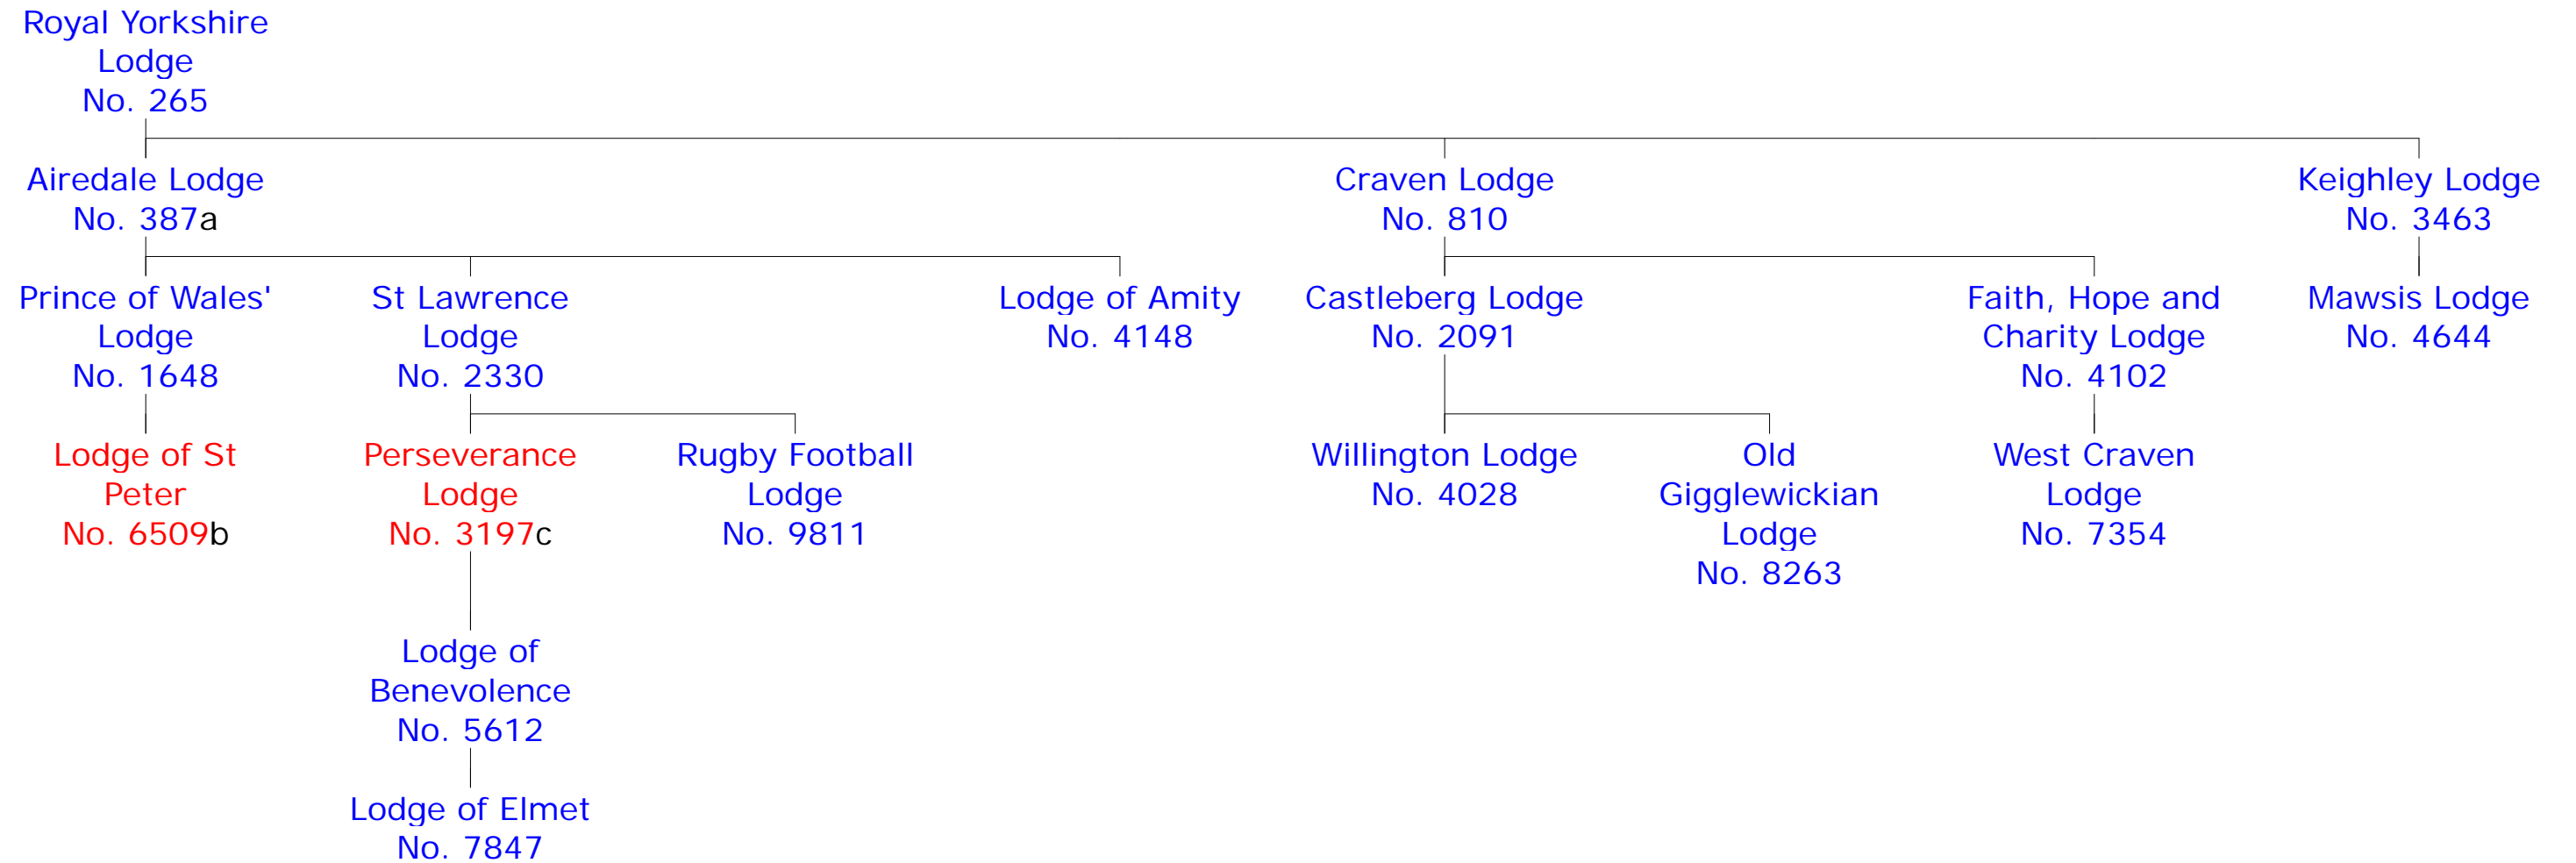 Royal Yorkshire
Lodge
No. 265
Airedale Lodge
No. 387a
Craven Lodge
No. 810
Keighley Lodge
No. 3463
Prince of Wales'
Lodge
No. 1648
St Lawrence
Lodge
No. 2330
Lodge of Amity
No. 4148
Castleberg Lodge
No. 2091
Faith, Hope and
Charity Lodge
No. 4102
Mawsis Lodge
No. 4644
Lodge of St
Peter
No. 6509b
Perseverance
Lodge
No. 3197c
Rugby Football
Lodge
No. 9811
Willington Lodge
No. 4028
Old
Gigglewickian
Lodge
No. 8263
West Craven
Lodge
No. 7354
Lodge of
Benevolence
No. 5612
Lodge of Elmet
No. 7847